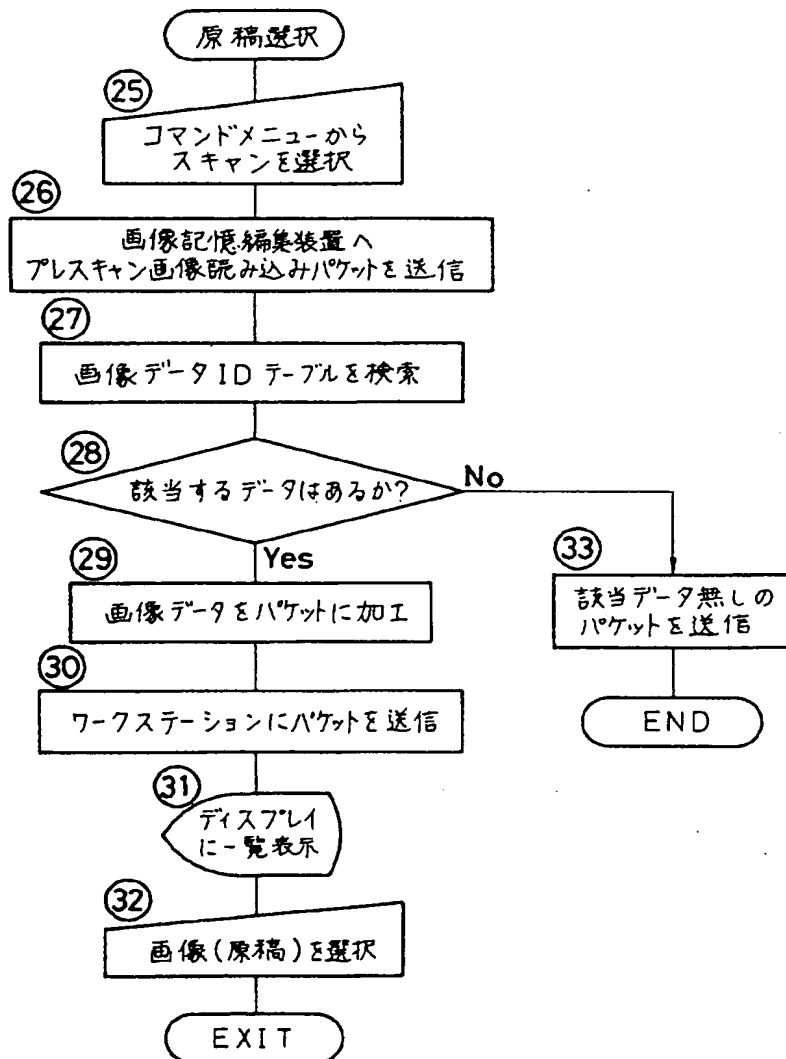 原稿選択
25
コマンドメニューから
スキャンを選択
26
画像記憶編集装置へ
プレスキャン画像読み込みパケットを送信
27
画像データIDテーブルを検索
28
該当するデータはあるか?
No
Yes
29
画像データをパケットに加工
33
該当データ無しの
パケットを送信
30
ワークステーションにパケットを送信
END
31
ディスプレイ
に一覧表示
32
画像(原稿)を選択
EXIT